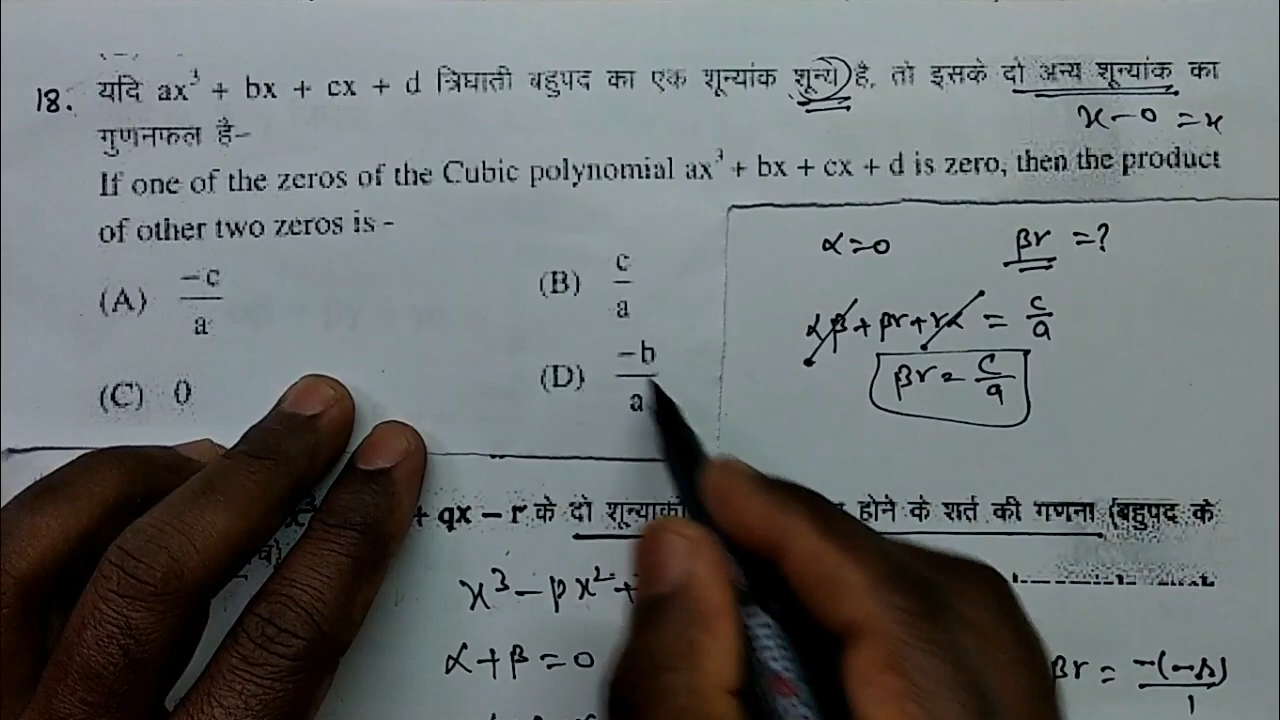 18. यदि ax³ + bx + cx + d त्रिघाती बहुपद का एक शून्यांक शून्य है, तो इसके दो अन्य शून्यांक का
x - 0 = x
गुणनफल है-
If one of the zeros of the Cubic polynomial ax³ + bx + cx + d is zero, then the product
of other two zeros is -
(A) -c/a
(B) c/a
(C) 0
(D) -b/a
α=0 βr =?
αβ + βr + rα = c/a
βr = c/a
+ qx – r के दो शून्यांकों
होने के शर्त की गणना (बहुपद के
x³ - px² +
α+β=0
βr = -(-r)/1